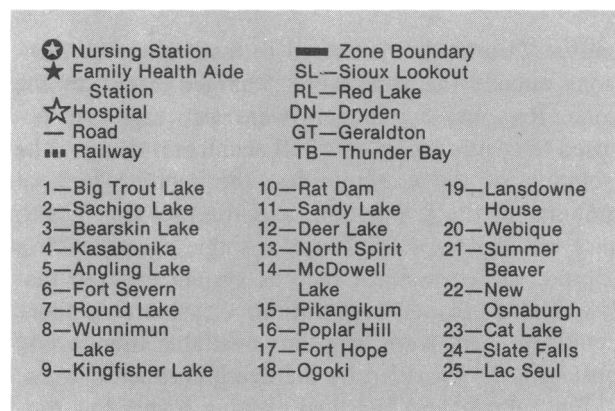 Nursing Station
Family Health Aide
Station
Hospital
Road
Railway
Zone Boundary
SL—Sioux Lookout
RL—Red Lake
DN—Dryden
GT—Geraldton
TB—Thunder Bay
1—Big Trout Lake
2—Sachigo Lake
3—Bearskin Lake
4—Kasabonika
5—Angling Lake
6—Fort Severn
7—Round Lake
8—Wunnimun
Lake
9—Kingfisher Lake
10—Rat Dam
11—Sandy Lake
12—Deer Lake
13—North Spirit
14—McDowell
Lake
15—Pikangikum
16—Poplar Hill
17—Fort Hope
18—Ogoki
19—Lansdowne
House
20—Webique
21—Summer
Beaver
22—New
Osnaburgh
23—Cat Lake
24—Slate Falls
25—Lac Seul